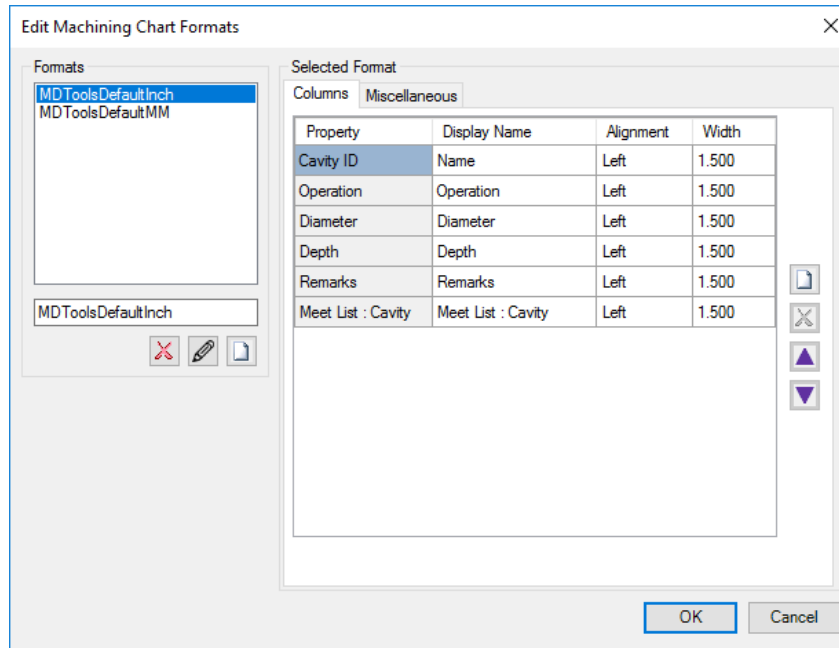 Edit Machining Chart Formats
Formats
MDToolsDefaultInch
MDToolsDefaultMM
MDToolsDefaultInch
Selected Format
Columns Miscellaneous
Property Display Name Alignment Width
Cavity ID Name Left 1.500
Operation Operation Left 1.500
Diameter Diameter Left 1.500
Depth Depth Left 1.500
Remarks Remarks Left 1.500
Meet List : Cavity Meet List : Cavity Left 1.500
OK Cancel